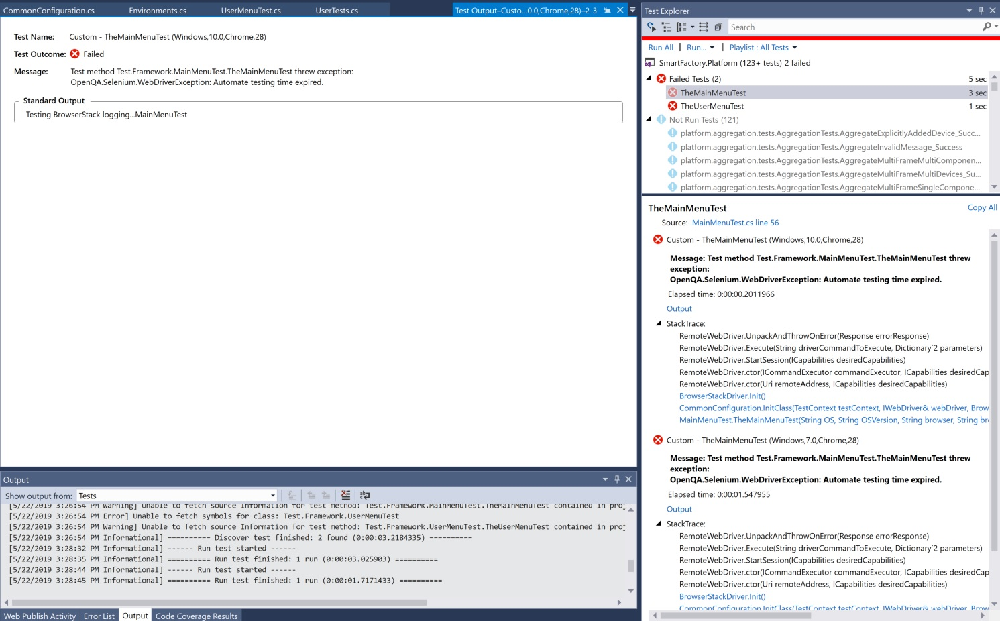 CommonConfiguration.cs
Environments.cs
UserMenuTest.cs
UserTests.cs
Test Output–Custo...0.0,Chrome,28)–2-3
Test Name: Custom - TheMainMenuTest (Windows,10.0,Chrome,28)
Test Outcome: Failed
Message: Test method Test.Framework.MainMenuTest.TheMainMenuTest threw exception:
OpenQA.Selenium.WebDriverException: Automate testing time expired.
Standard Output
Testing BrowserStack logging...MainMenuTest
Output
Show output from: Tests
[5/22/2019 3:26:54 PM Warning] Unable to fetch source Information for test method: Test.Framework.MainMenuTest.TheMainMenuTest contained in proj
[5/22/2019 3:26:54 PM Error] Unable to fetch symbols for class: Test.Framework.UserMenuTest
[5/22/2019 3:26:54 PM Warning] Unable to fetch source Information for test method: Test.Framework.UserMenuTest.TheUserMenuTest contained in proj
[5/22/2019 3:26:54 PM Informational] ========== Discover test finished: 2 found (0:00:03.2184335) ==========
[5/22/2019 3:28:32 PM Informational] ------ Run test started ------
[5/22/2019 3:28:35 PM Informational] ========== Run test finished: 1 run (0:00:03.025903) ==========
[5/22/2019 3:28:44 PM Informational] ------ Run test started ------
[5/22/2019 3:28:45 PM Informational] ========== Run test finished: 1 run (0:00:01.7171433) ==========
Web Publish Activity
Error List
Output
Code Coverage Results
Test Explorer
Search
Run All | Run... | Playlist : All Tests
SmartFactory.Platform (123+ tests) 2 failed
Failed Tests (2) 5 sec
TheMainMenuTest 3 sec
TheUserMenuTest 1 sec
Not Run Tests (121)
platform.aggregation.tests.AggregationTests.AggregateExplicitlyAddedDevice_Succ...
platform.aggregation.tests.AggregationTests.AggregateInvalidMessage_Success
platform.aggregation.tests.AggregationTests.AggregateMultiFrameMultiComponen...
platform.aggregation.tests.AggregationTests.AggregateMultiFrameMultiDevices_Su...
platform.aggregation.tests.AggregationTests.AggregateMultiFrameSingleCompone...
TheMainMenuTest
Copy All
Source: MainMenuTest.cs line 56
Custom - TheMainMenuTest (Windows,10.0,Chrome,28)
Message: Test method Test.Framework.MainMenuTest.TheMainMenuTest threw
exception:
OpenQA.Selenium.WebDriverException: Automate testing time expired.
Elapsed time: 0:00:00.2011966
Output
StackTrace:
RemoteWebDriver.UnpackAndThrowOnError(Response errorResponse)
RemoteWebDriver.Execute(String driverCommandToExecute, Dictionary`2 parameters)
RemoteWebDriver.StartSession(ICapabilities desiredCapabilities)
RemoteWebDriver.ctor(ICommandExecutor commandExecutor, ICapabilities desiredCap
RemoteWebDriver.ctor(Uri remoteAddress, ICapabilities desiredCapabilities)
BrowserStackDriver.Init()
CommonConfiguration.InitClass(TestContext testContext, IWebDriver& webDriver, Brow
MainMenuTest.TheMainMenuTest(String OS, String OSVersion, String browser, String br
Custom - TheMainMenuTest (Windows,7.0,Chrome,28)
Message: Test method Test.Framework.MainMenuTest.TheMainMenuTest threw
exception:
OpenQA.Selenium.WebDriverException: Automate testing time expired.
Elapsed time: 0:00:01.547955
Output
StackTrace:
RemoteWebDriver.UnpackAndThrowOnError(Response errorResponse)
RemoteWebDriver.Execute(String driverCommandToExecute, Dictionary`2 parameters)
RemoteWebDriver.StartSession(ICapabilities desiredCapabilities)
RemoteWebDriver.ctor(ICommandExecutor commandExecutor, ICapabilities desiredCap
RemoteWebDriver.ctor(Uri remoteAddress, ICapabilities desiredCapabilities)
BrowserStackDriver.Init()
CommonConfiguration.InitClass(TestContext testContext, IWebDriver& webDriver, Brow